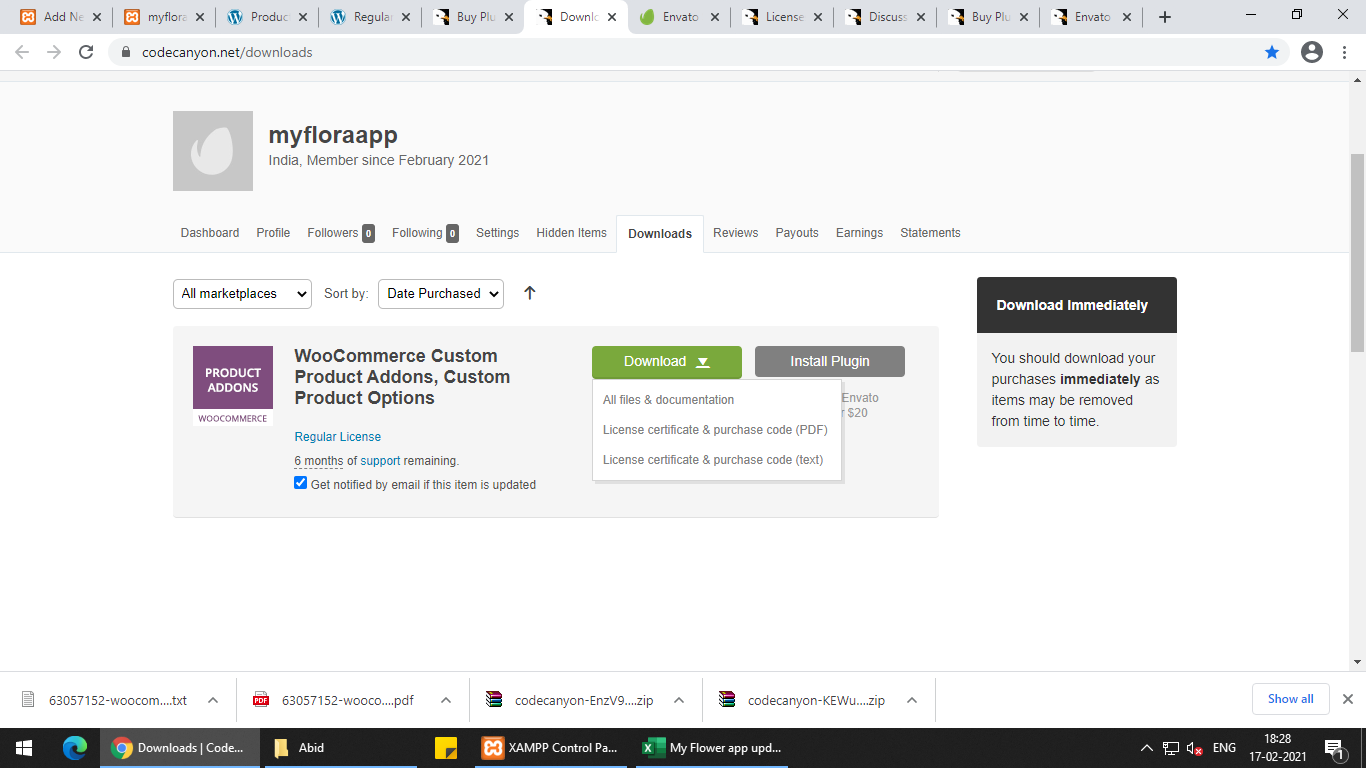 Add Ne
myflora
Produc
Regular
Buy Plu
Downlo
Envato
License
Discuss
Buy Plu
Envato
codecanyon.net/downloads
myfloraapp
India, Member since February 2021
Dashboard
Profile
Followers 0
Following 0
Settings
Hidden Items
Downloads
Reviews
Payouts
Earnings
Statements
All marketplaces
Sort by:
Date Purchased
PRODUCT
ADDONS
WOOCOMMERCE
WooCommerce Custom
Product Addons, Custom
Product Options
Regular License
6 months of support remaining.
Get notified by email if this item is updated
Download
Install Plugin
All files & documentation
License certificate & purchase code (PDF)
License certificate & purchase code (text)
Envato
$20
Download Immediately
You should download your
purchases immediately as
items may be removed
from time to time.
63057152-woocom....txt
63057152-wooco....pdf
codecanyon-EnzV9....zip
codecanyon-KEWu....zip
Show all
Downloads | Code...
Abid
XAMPP Control Pa...
My Flower app upd...
ENG
18:28
17-02-2021
1